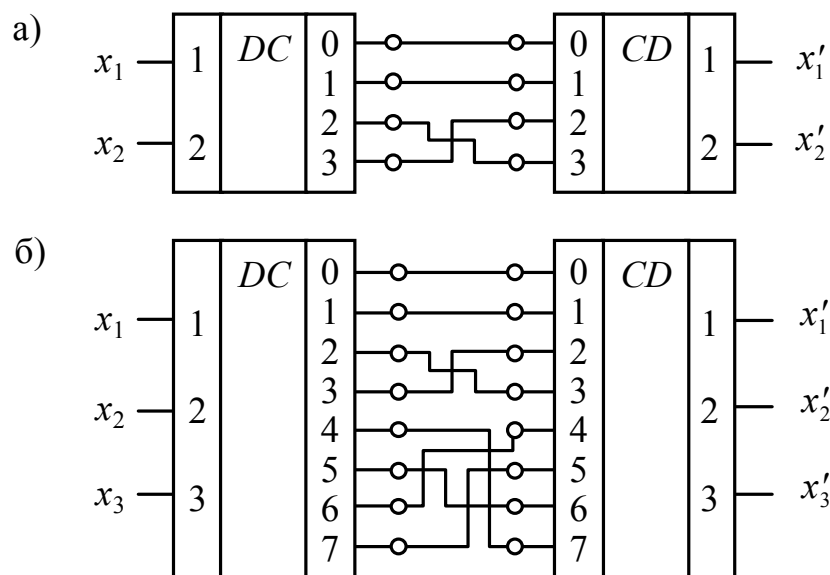 а)
DC 0 0 CD
x₁ 1 1 1 1 x′₁
2 2
x₂ 2 3 3 2 x′₂
б)
DC 0 0 CD
1 1
x₁ 1 2 2 1 x′₁
3 3
x₂ 2 4 4 2 x′₂
5 5
x₃ 3 6 6 3 x′₃
7 7